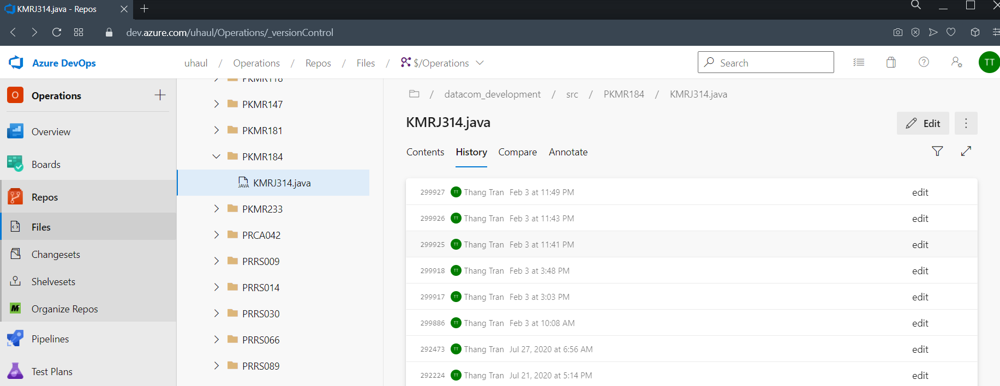 KMRJ314.java - Repos
dev.azure.com/uhaul/Operations/_versionControl
Azure DevOps
uhaul / Operations / Repos / Files / $/Operations
Search
TT
O Operations
Overview
Boards
Repos
Files
Changesets
Shelvesets
Organize Repos
Pipelines
Test Plans
PKMR118
PKMR147
PKMR181
PKMR184
JAVA KMRJ314.java
PKMR233
PRCA042
PRRS009
PRRS014
PRRS030
PRRS066
PRRS089
/ datacom_development / src / PKMR184 / KMRJ314.java
KMRJ314.java
Edit
Contents History Compare Annotate
299927 TT Thang Tran Feb 3 at 11:49 PM edit
299926 TT Thang Tran Feb 3 at 11:43 PM edit
299925 TT Thang Tran Feb 3 at 11:41 PM edit
299918 TT Thang Tran Feb 3 at 3:48 PM edit
299917 TT Thang Tran Feb 3 at 3:03 PM edit
299886 TT Thang Tran Feb 3 at 10:08 AM edit
292473 TT Thang Tran Jul 27, 2020 at 6:56 AM edit
292224 TT Thang Tran Jul 21, 2020 at 5:14 PM edit